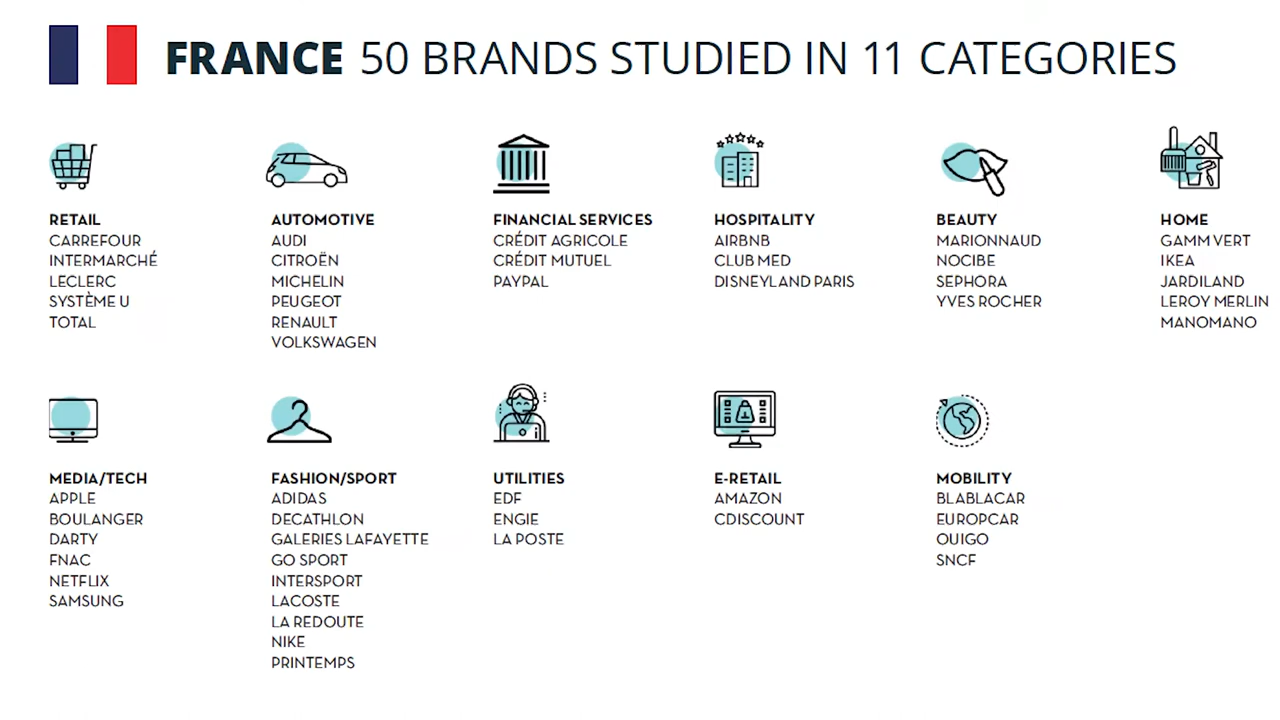 FRANCE 50 BRANDS STUDIED IN 11 CATEGORIES
RETAIL
CARREFOUR
INTERMARCHÉ
LECLERC
SYSTÈME U
TOTAL
AUTOMOTIVE
AUDI
CITROËN
MICHELIN
PEUGEOT
RENAULT
VOLKSWAGEN
FINANCIAL SERVICES
CRÉDIT AGRICOLE
CRÉDIT MUTUEL
PAYPAL
HOSPITALITY
AIRBNB
CLUB MED
DISNEYLAND PARIS
BEAUTY
MARIONNAUD
NOCIBE
SEPHORA
YVES ROCHER
HOME
GAMM VERT
IKEA
JARDILAND
LEROY MERLIN
MANOMANO
MEDIA/TECH
APPLE
BOULANGER
DARTY
FNAC
NETFLIX
SAMSUNG
FASHION/SPORT
ADIDAS
DECATHLON
GALERIES LAFAYETTE
GO SPORT
INTERSPORT
LACOSTE
LA REDOUTE
NIKE
PRINTEMPS
UTILITIES
EDF
ENGIE
LA POSTE
E-RETAIL
AMAZON
CDISCOUNT
MOBILITY
BLABLACAR
EUROPCAR
OUIGO
SNCF